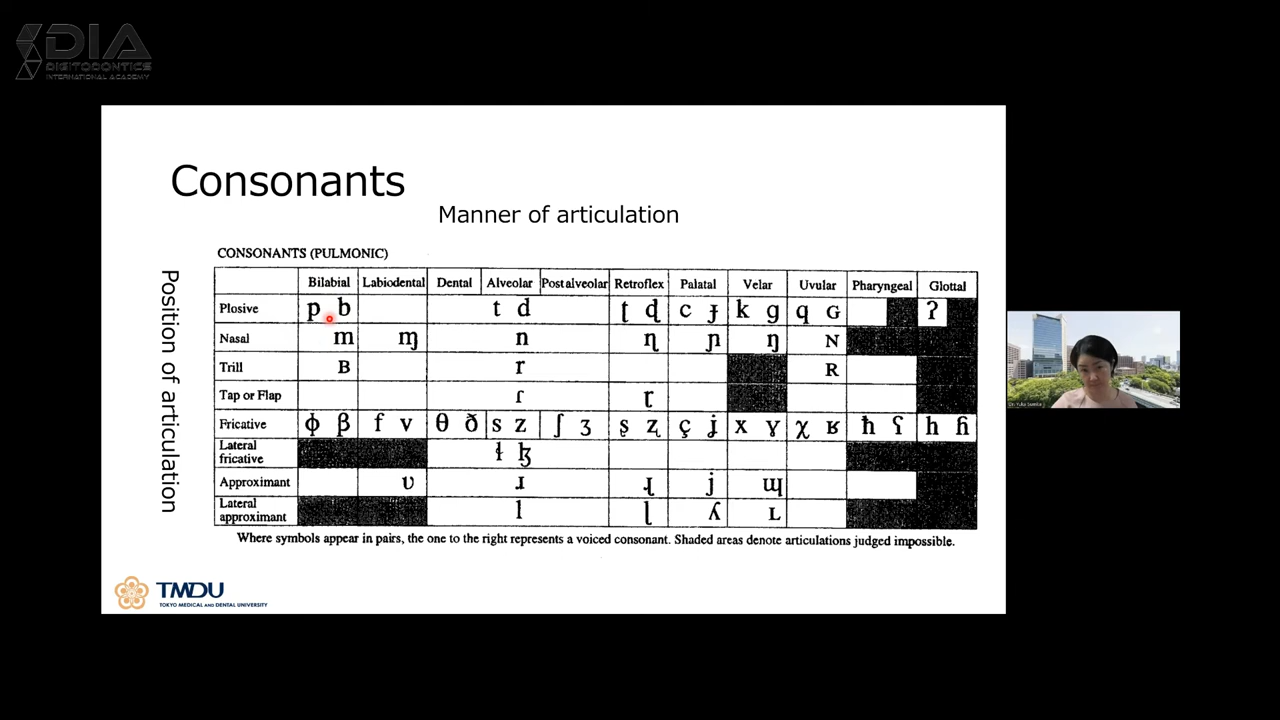 DIA
DIGITODONTICS
INTERNATIONAL ACADEMY
Consonants
Manner of articulation
Position of articulation
CONSONANTS (PULMONIC)
Bilabial Labiodental Dental Alveolar Postalveolar Retroflex Palatal Velar Uvular Pharyngeal Glottal
Plosive p b t d ʈ ɖ c ɟ k ɡ q ɢ ʔ
Nasal m ɱ n ɳ ɲ ŋ ɴ
Trill ʙ r ʀ
Tap or Flap ɾ ɽ
Fricative ɸ β f v θ ð s z ʃ ʒ ʂ ʐ ç ʝ x ɣ χ ʁ ħ ʕ h ɦ
Lateral
fricative ɬ ɮ
Approximant ʋ ɹ ɻ j ɰ
Lateral
approximant l ɭ ʎ ʟ
Where symbols appear in pairs, the one to the right represents a voiced consonant. Shaded areas denote articulations judged impossible.
TMDU
TOKYO MEDICAL AND DENTAL UNIVERSITY